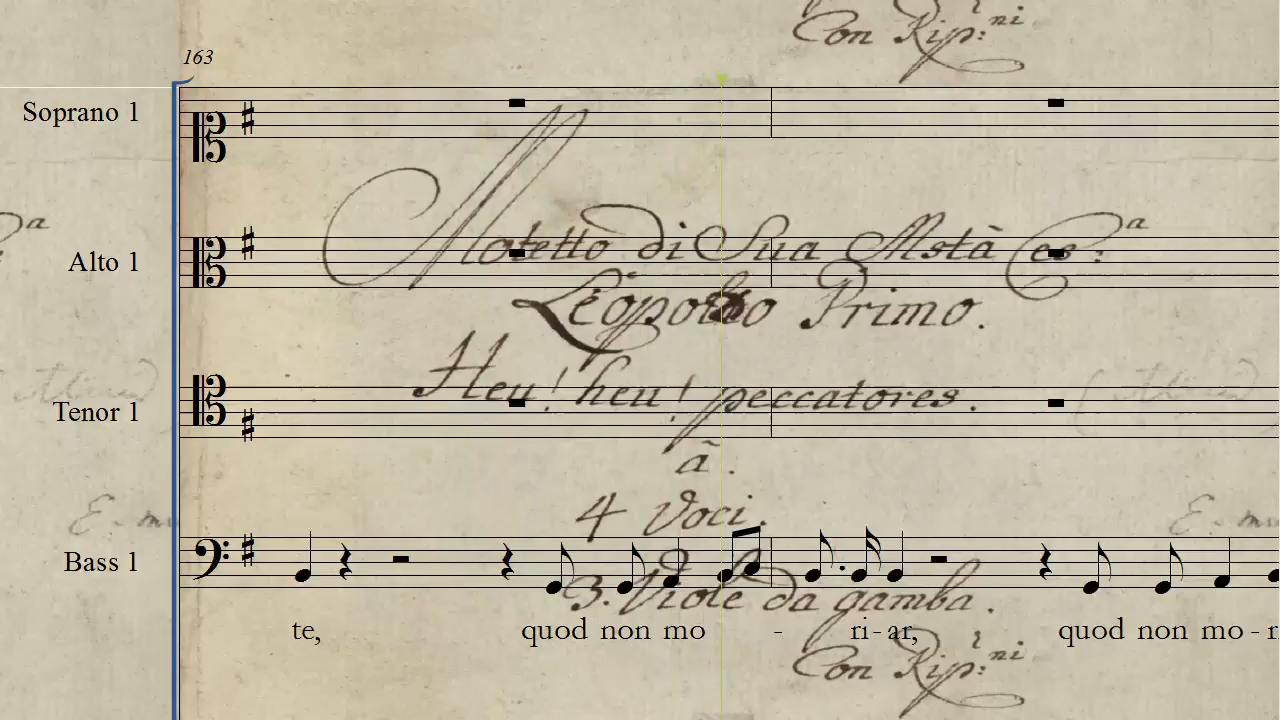 Con Rip:ni
163
Soprano 1
Motetto di Sua Mstà Ces:a
Alto 1
Leopoldo Primo.
Heu! heu! peccatores.
Tenor 1
à.
4 Voci.
Bass 1
3. Viole da gamba.
te, quod non mo - ri - ar, quod non mo - r
Con Rip:ni